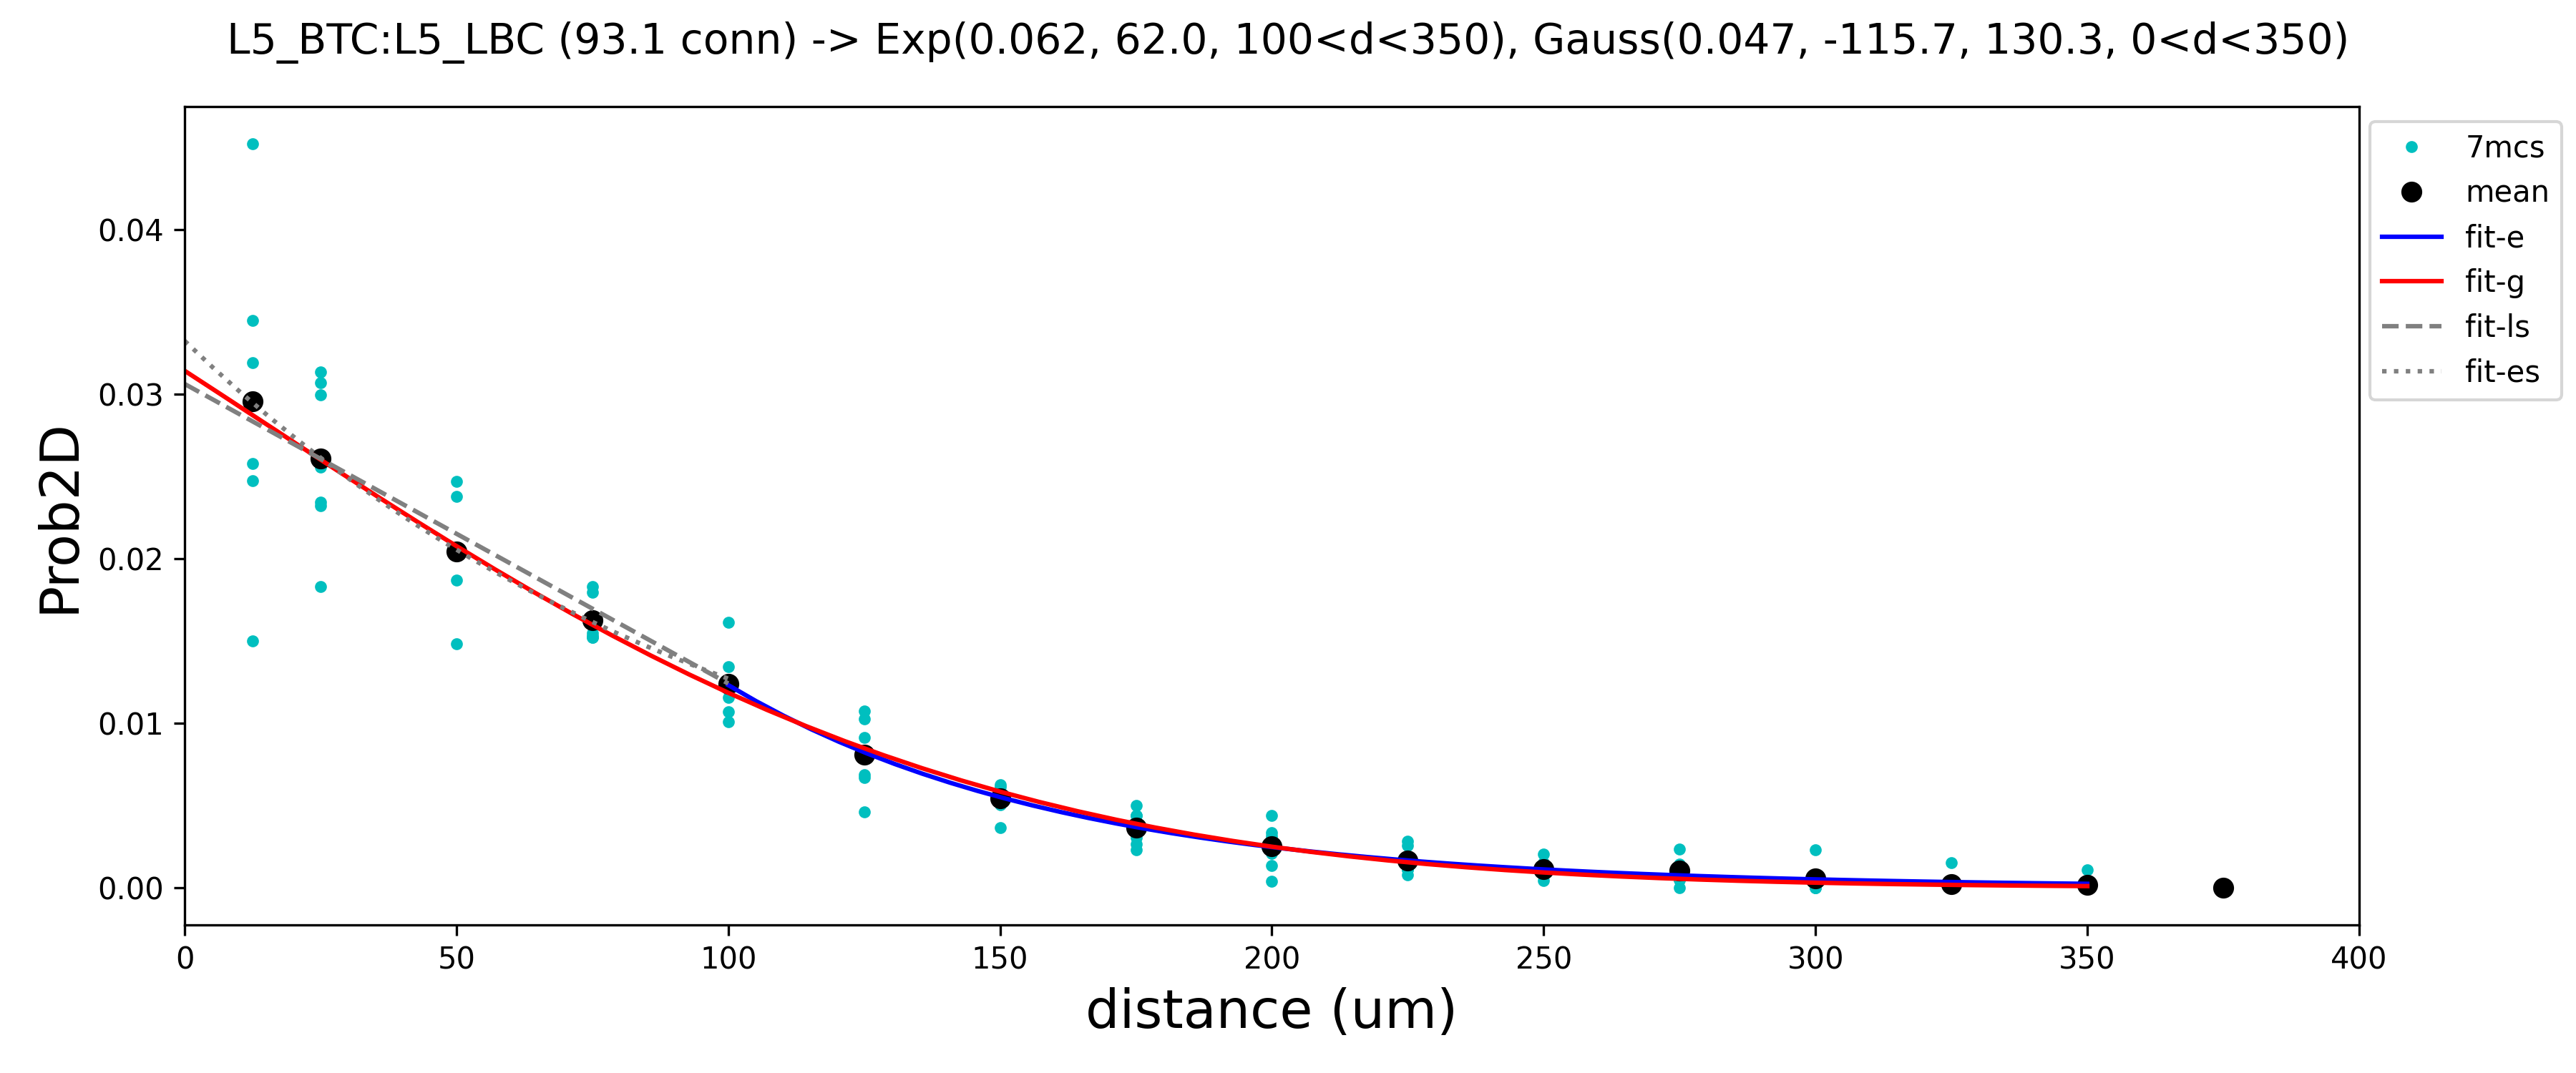 L5_BTC:L5_LBC (93.1 conn) -> Exp(0.062, 62.0, 100<d<350), Gauss(0.047, -115.7, 130.3, 0<d<350)
7mcs
mean
fit-e
fit-g
fit-ls
fit-es
Prob2D
0.04
0.03
0.02
0.01
0.00
0 50 100 150 200 250 300 350 400
distance (um)